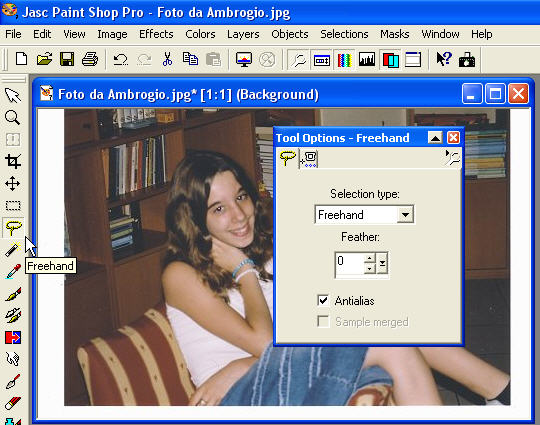 Jasc Paint Shop Pro - Foto da Ambrogio.jpg
File Edit View Image Effects Colors Layers Objects Selections Masks Window Help
Foto da Ambrogio.jpg* [1:1] (Background)
Tool Options - Freehand
Selection type:
Freehand
Feather:
0
Antialias
Sample merged
Freehand